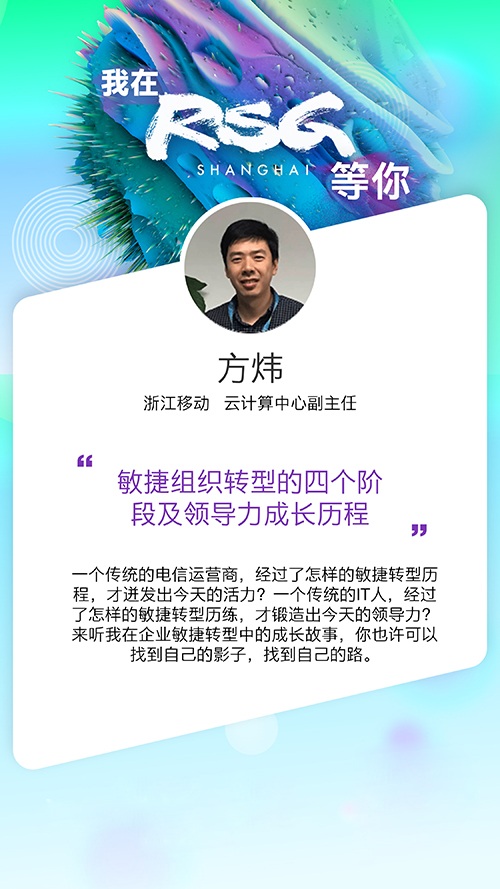 我在
RSG
SHANGHAI
等你
方炜
浙江移动 云计算中心副主任
“
敏捷组织转型的四个阶
段及领导力成长历程
”
一个传统的电信运营商，经过了怎样的敏捷转型历
程，才迸发出今天的活力？一个传统的IT人，经过
了怎样的敏捷转型历练，才锻造出今天的领导力？
来听我在企业敏捷转型中的成长故事，你也许可以
找到自己的影子，找到自己的路。